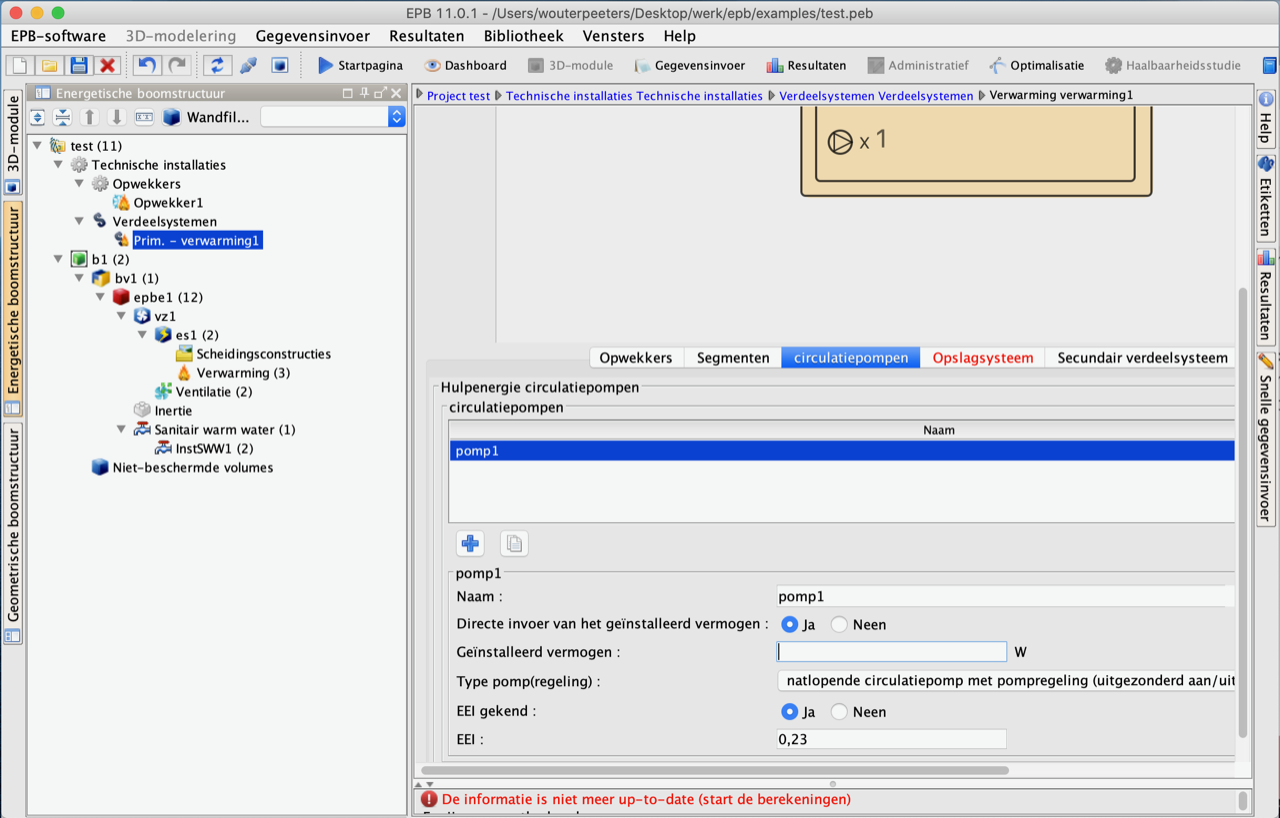 EPB 11.0.1 - /Users/wouterpeeters/Desktop/werk/epb/examples/test.peb
EPB-software 3D-modelering Gegevensinvoer Resultaten Bibliotheek Vensters Help
Startpagina Dashboard 3D-module Gegevensinvoer Resultaten Administratief Optimalisatie Haalbaarheidsstudie
3D-module
Energetische boomstructuur
Geometrische boomstructuur
Energetische boomstructuur
Wandfil...
test (11)
Technische installaties
Opwekkers
Opwekker1
Verdeelsystemen
Prim. - verwarming1
b1 (2)
bv1 (1)
epbe1 (12)
vz1
es1 (2)
Scheidingsconstructies
Verwarming (3)
Ventilatie (2)
Inertie
Sanitair warm water (1)
InstSWW1 (2)
Niet-beschermde volumes
Project test Technische installaties Technische installaties Verdeelsystemen Verdeelsystemen Verwarming verwarming1
x 1
Opwekkers Segmenten circulatiepompen Opslagsysteem Secundair verdeelsysteem
Hulpenergie circulatiepompen
circulatiepompen
Naam
pomp1
pomp1
Naam : pomp1
Directe invoer van het geïnstalleerd vermogen : Ja Neen
Geïnstalleerd vermogen : W
Type pomp(regeling) : natlopende circulatiepomp met pompregeling (uitgezonderd aan/uit
EEI gekend : Ja Neen
EEI : 0,23
De informatie is niet meer up-to-date (start de berekeningen)
Help
Etiketten
Resultaten
Snelle gegevensinvoer